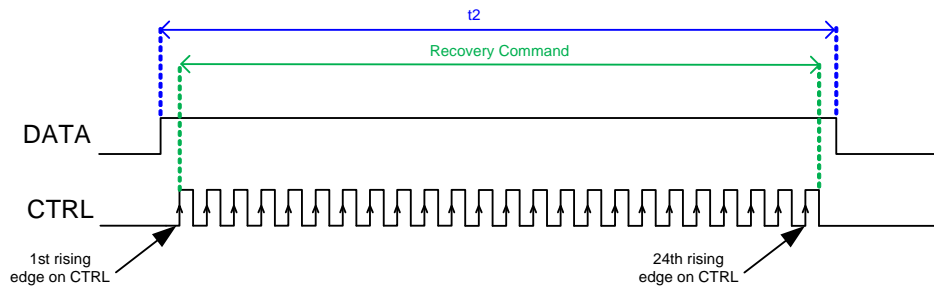 t2
Recovery Command
DATA
CTRL
1st rising
edge on CTRL
24th rising
edge on CTRL